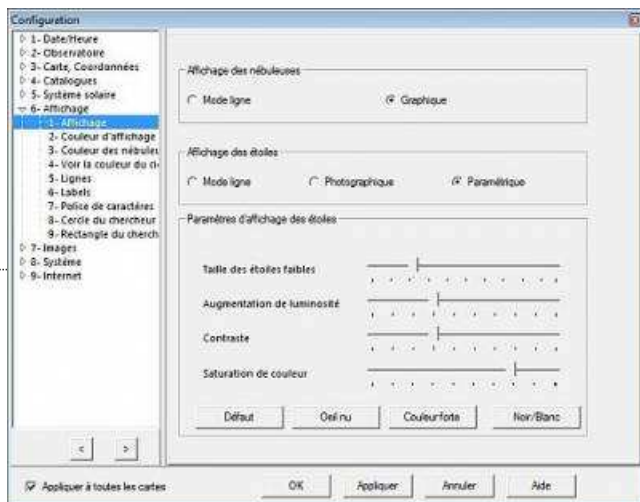 Configuration
1- Date/Heure
2- Observatoire
3- Carte, Coordonnées
4- Catalogues
5- Système solaire
6- Affichage
1- Affichage
2- Couleur d'affichage
3- Couleur des nébules
4- Voir la couleur du ci
5- Lignes
6- Labels
7- Police de caractères
8- Cercle du chercheur
9- Rectangle du cherch
7- Images
8- Système
9- Internet
< >
Affichage des nébuleuses
Mode ligne Graphique
Affichage des étoiles
Mode ligne Photographique Paramétrique
Paramètres d'affichage des étoiles
Taille des étoiles faibles
Augmentation de luminosité
Contraste
Saturation de couleur
Défaut Oeil nu Couleur forte Noir/Blanc
Appliquer à toutes les cartes OK Appliquer Annuler Aide